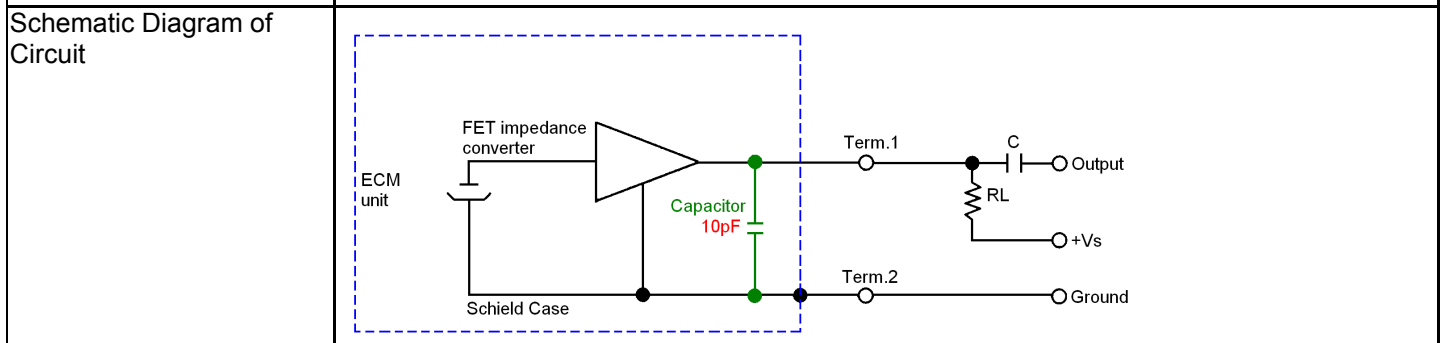 Schematic Diagram of
Circuit
FET impedance
converter
ECM
unit
Capacitor
10pF
Schield Case
Term.1
C
Output
RL
+Vs
Term.2
Ground